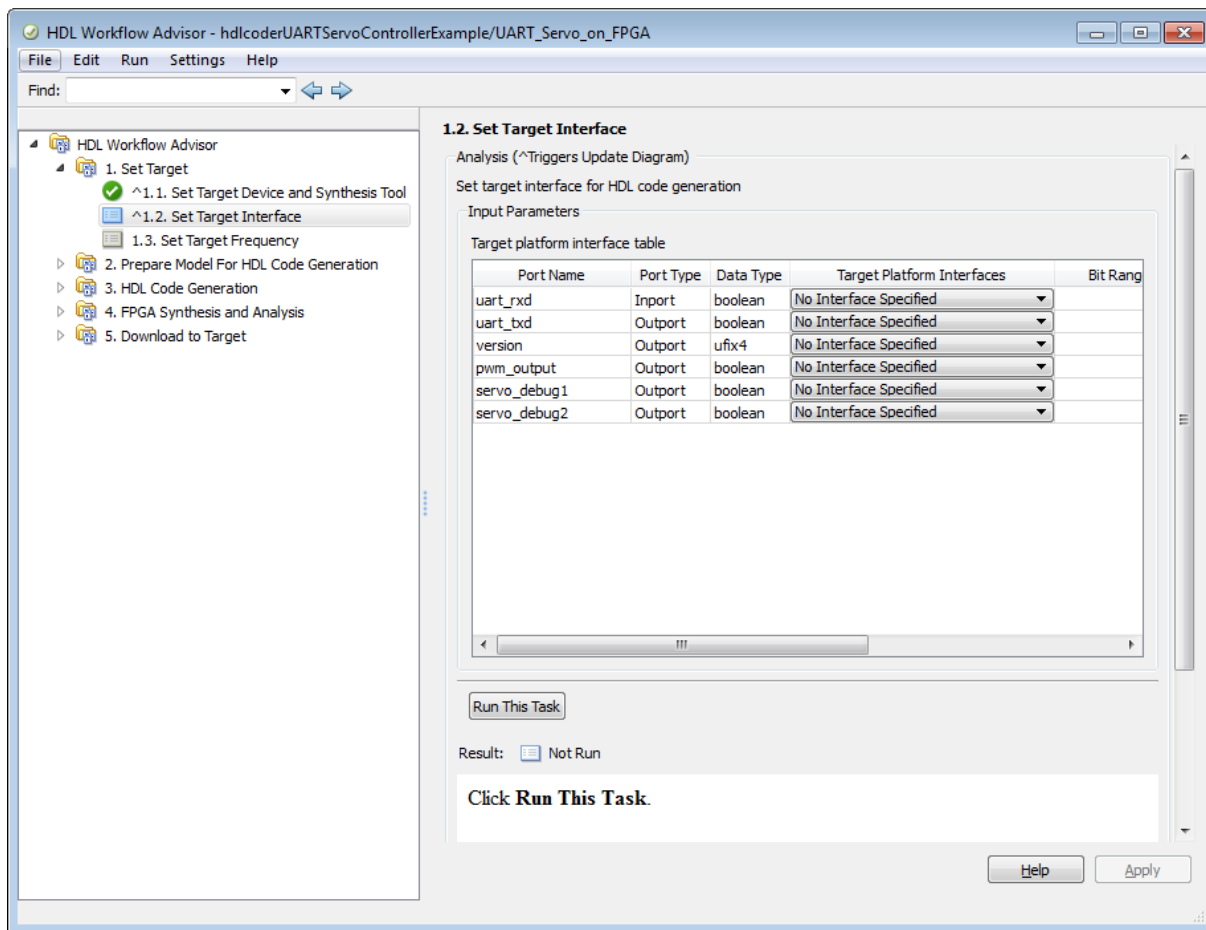 HDL Workflow Advisor - hdlcoderUARTServoControllerExample/UART_Servo_on_FPGA
File Edit Run Settings Help
Find:
HDL Workflow Advisor
1. Set Target
^1.1. Set Target Device and Synthesis Tool
^1.2. Set Target Interface
1.3. Set Target Frequency
2. Prepare Model For HDL Code Generation
3. HDL Code Generation
4. FPGA Synthesis and Analysis
5. Download to Target
1.2. Set Target Interface
Analysis (^Triggers Update Diagram)
Set target interface for HDL code generation
Input Parameters
Target platform interface table
Port Name Port Type Data Type Target Platform Interfaces Bit Rang
uart_rxd Inport boolean No Interface Specified
uart_txd Outport boolean No Interface Specified
version Outport ufix4 No Interface Specified
pwm_output Outport boolean No Interface Specified
servo_debug1 Outport boolean No Interface Specified
servo_debug2 Outport boolean No Interface Specified
Run This Task
Result: Not Run
Click Run This Task.
Help Apply